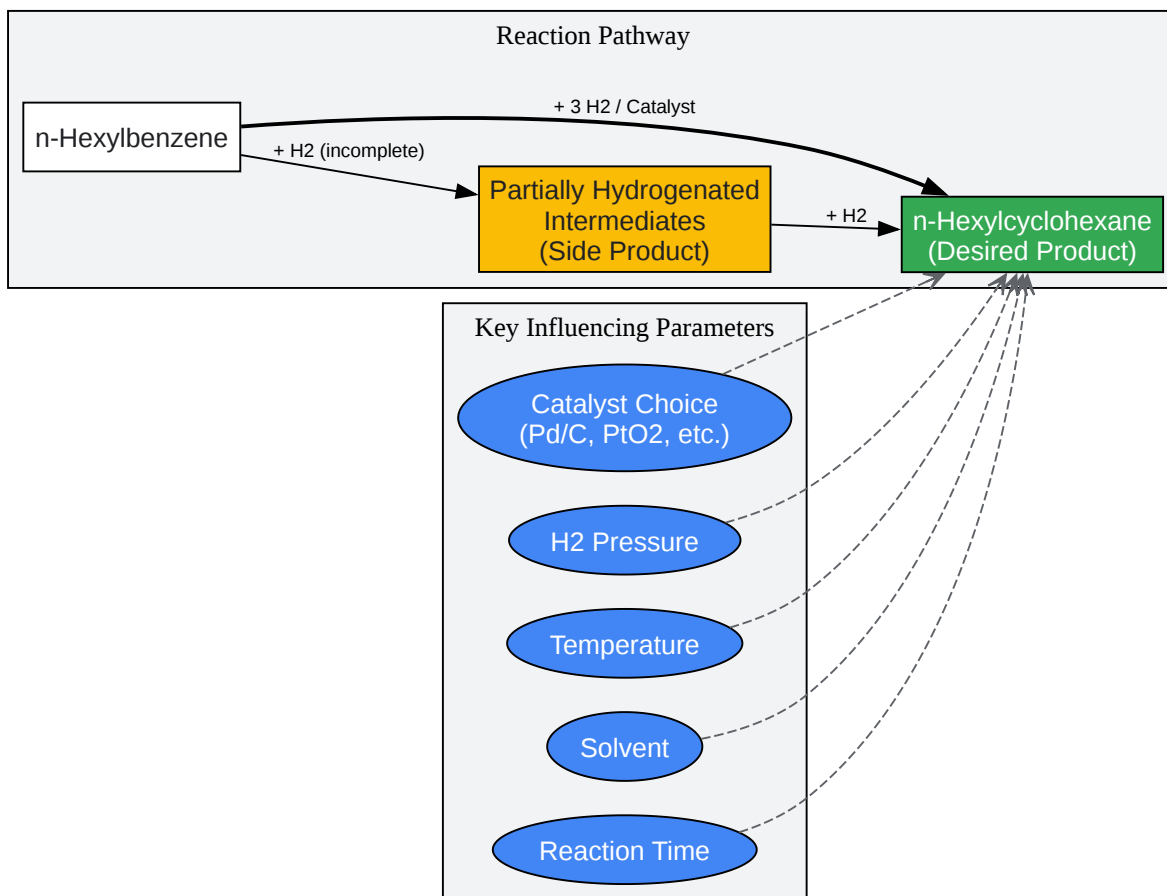 Reaction Pathway
+ 3 H2 / Catalyst
n-Hexylbenzene
+ H2 (incomplete)
Partially Hydrogenated
Intermediates
(Side Product)
+ H2
n-Hexylcyclohexane
(Desired Product)
Key Influencing Parameters
Catalyst Choice
(Pd/C, PtO2, etc.)
H2 Pressure
Temperature
Solvent
Reaction Time